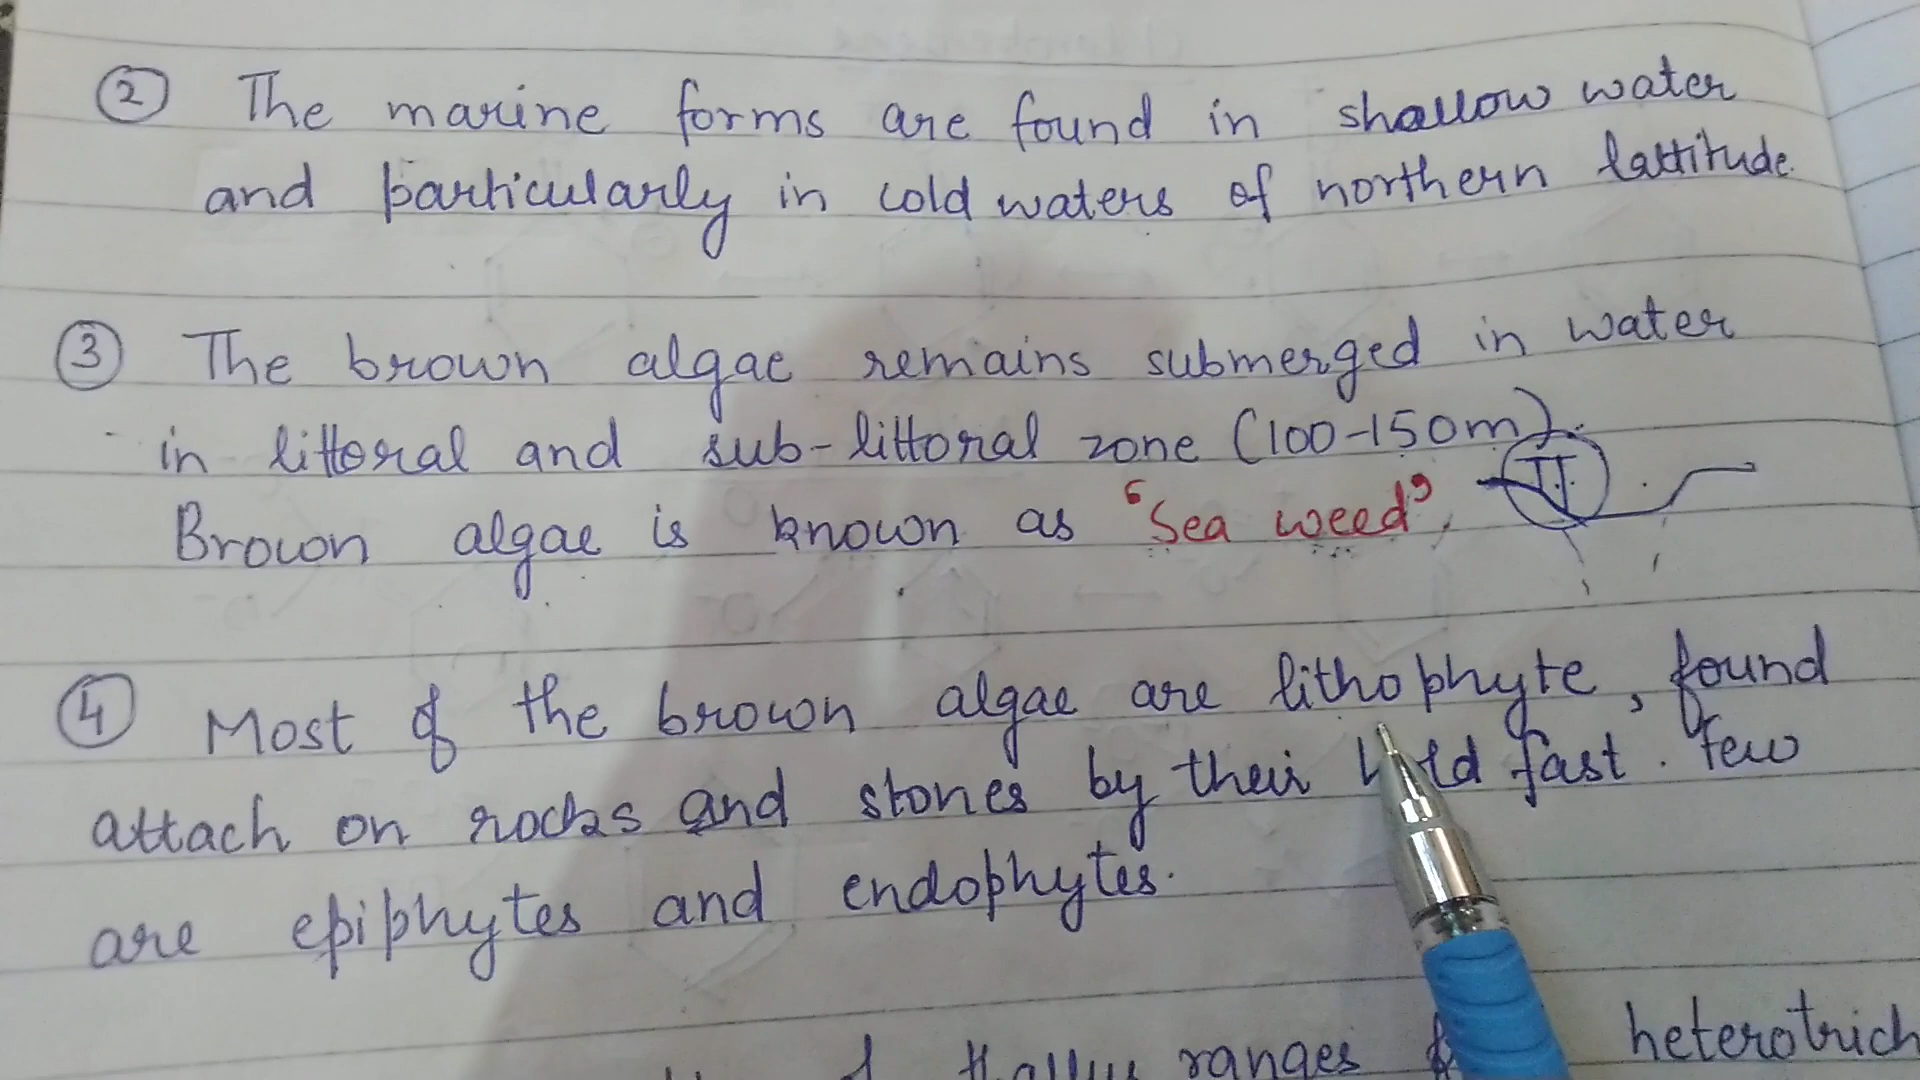 ② The marine forms are found in shallow water
and particularly in cold waters of northern lattitude.
③ The brown algae remains submerged in water
in littoral and sub-littoral zone (100-150m).
Brown algae is known as "Sea weed",
④ Most of the brown algae are lithophyte, found
attach on rocks and stones by their hold fast. Few
are epiphytes and endophytes.
thallus ranges heterotrich